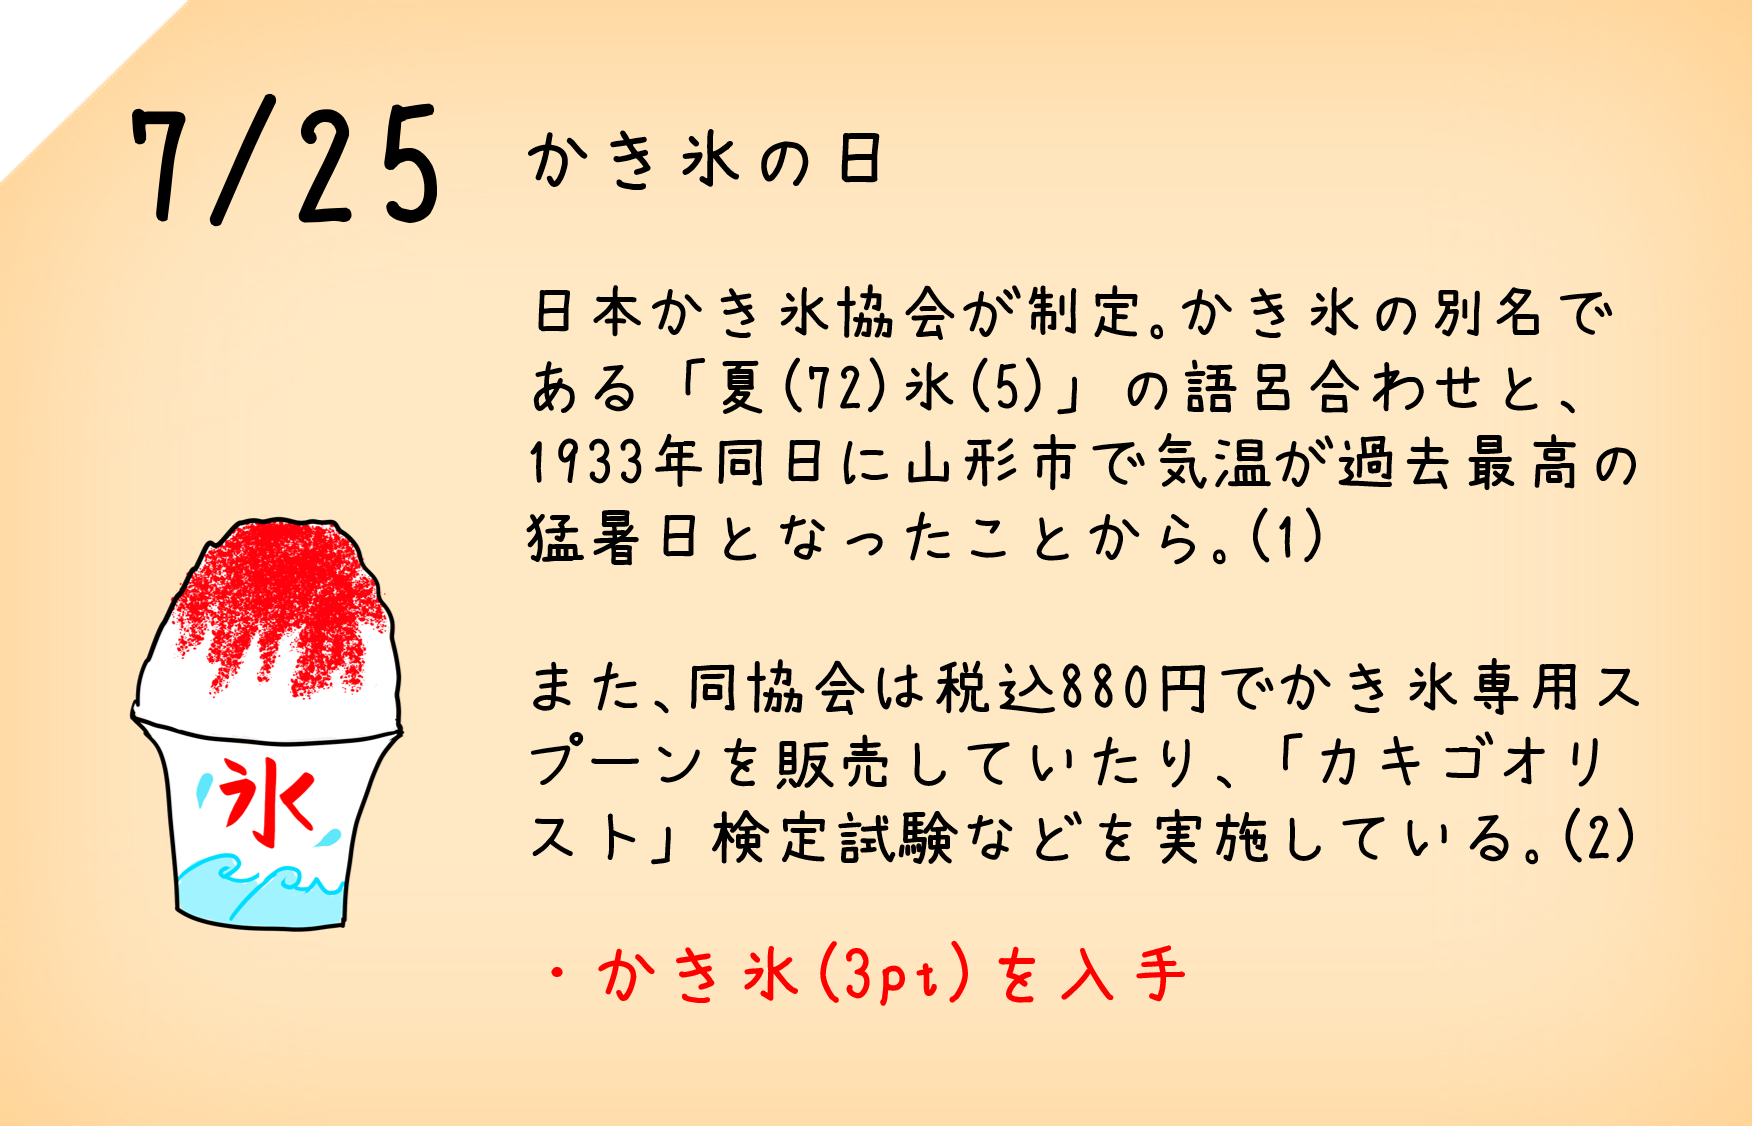 7/25 かき氷の日
日本かき氷協会が制定。かき氷の別名で
ある「夏(72)氷(5)」の語呂合わせと、
1933年同日に山形市で気温が過去最高の
猛暑日となったことから。(1)
また、同協会は税込880円でかき氷専用ス
プーンを販売していたり、「カキゴオリ
スト」検定試験などを実施している。(2)
氷
・かき氷(3pt)を入手